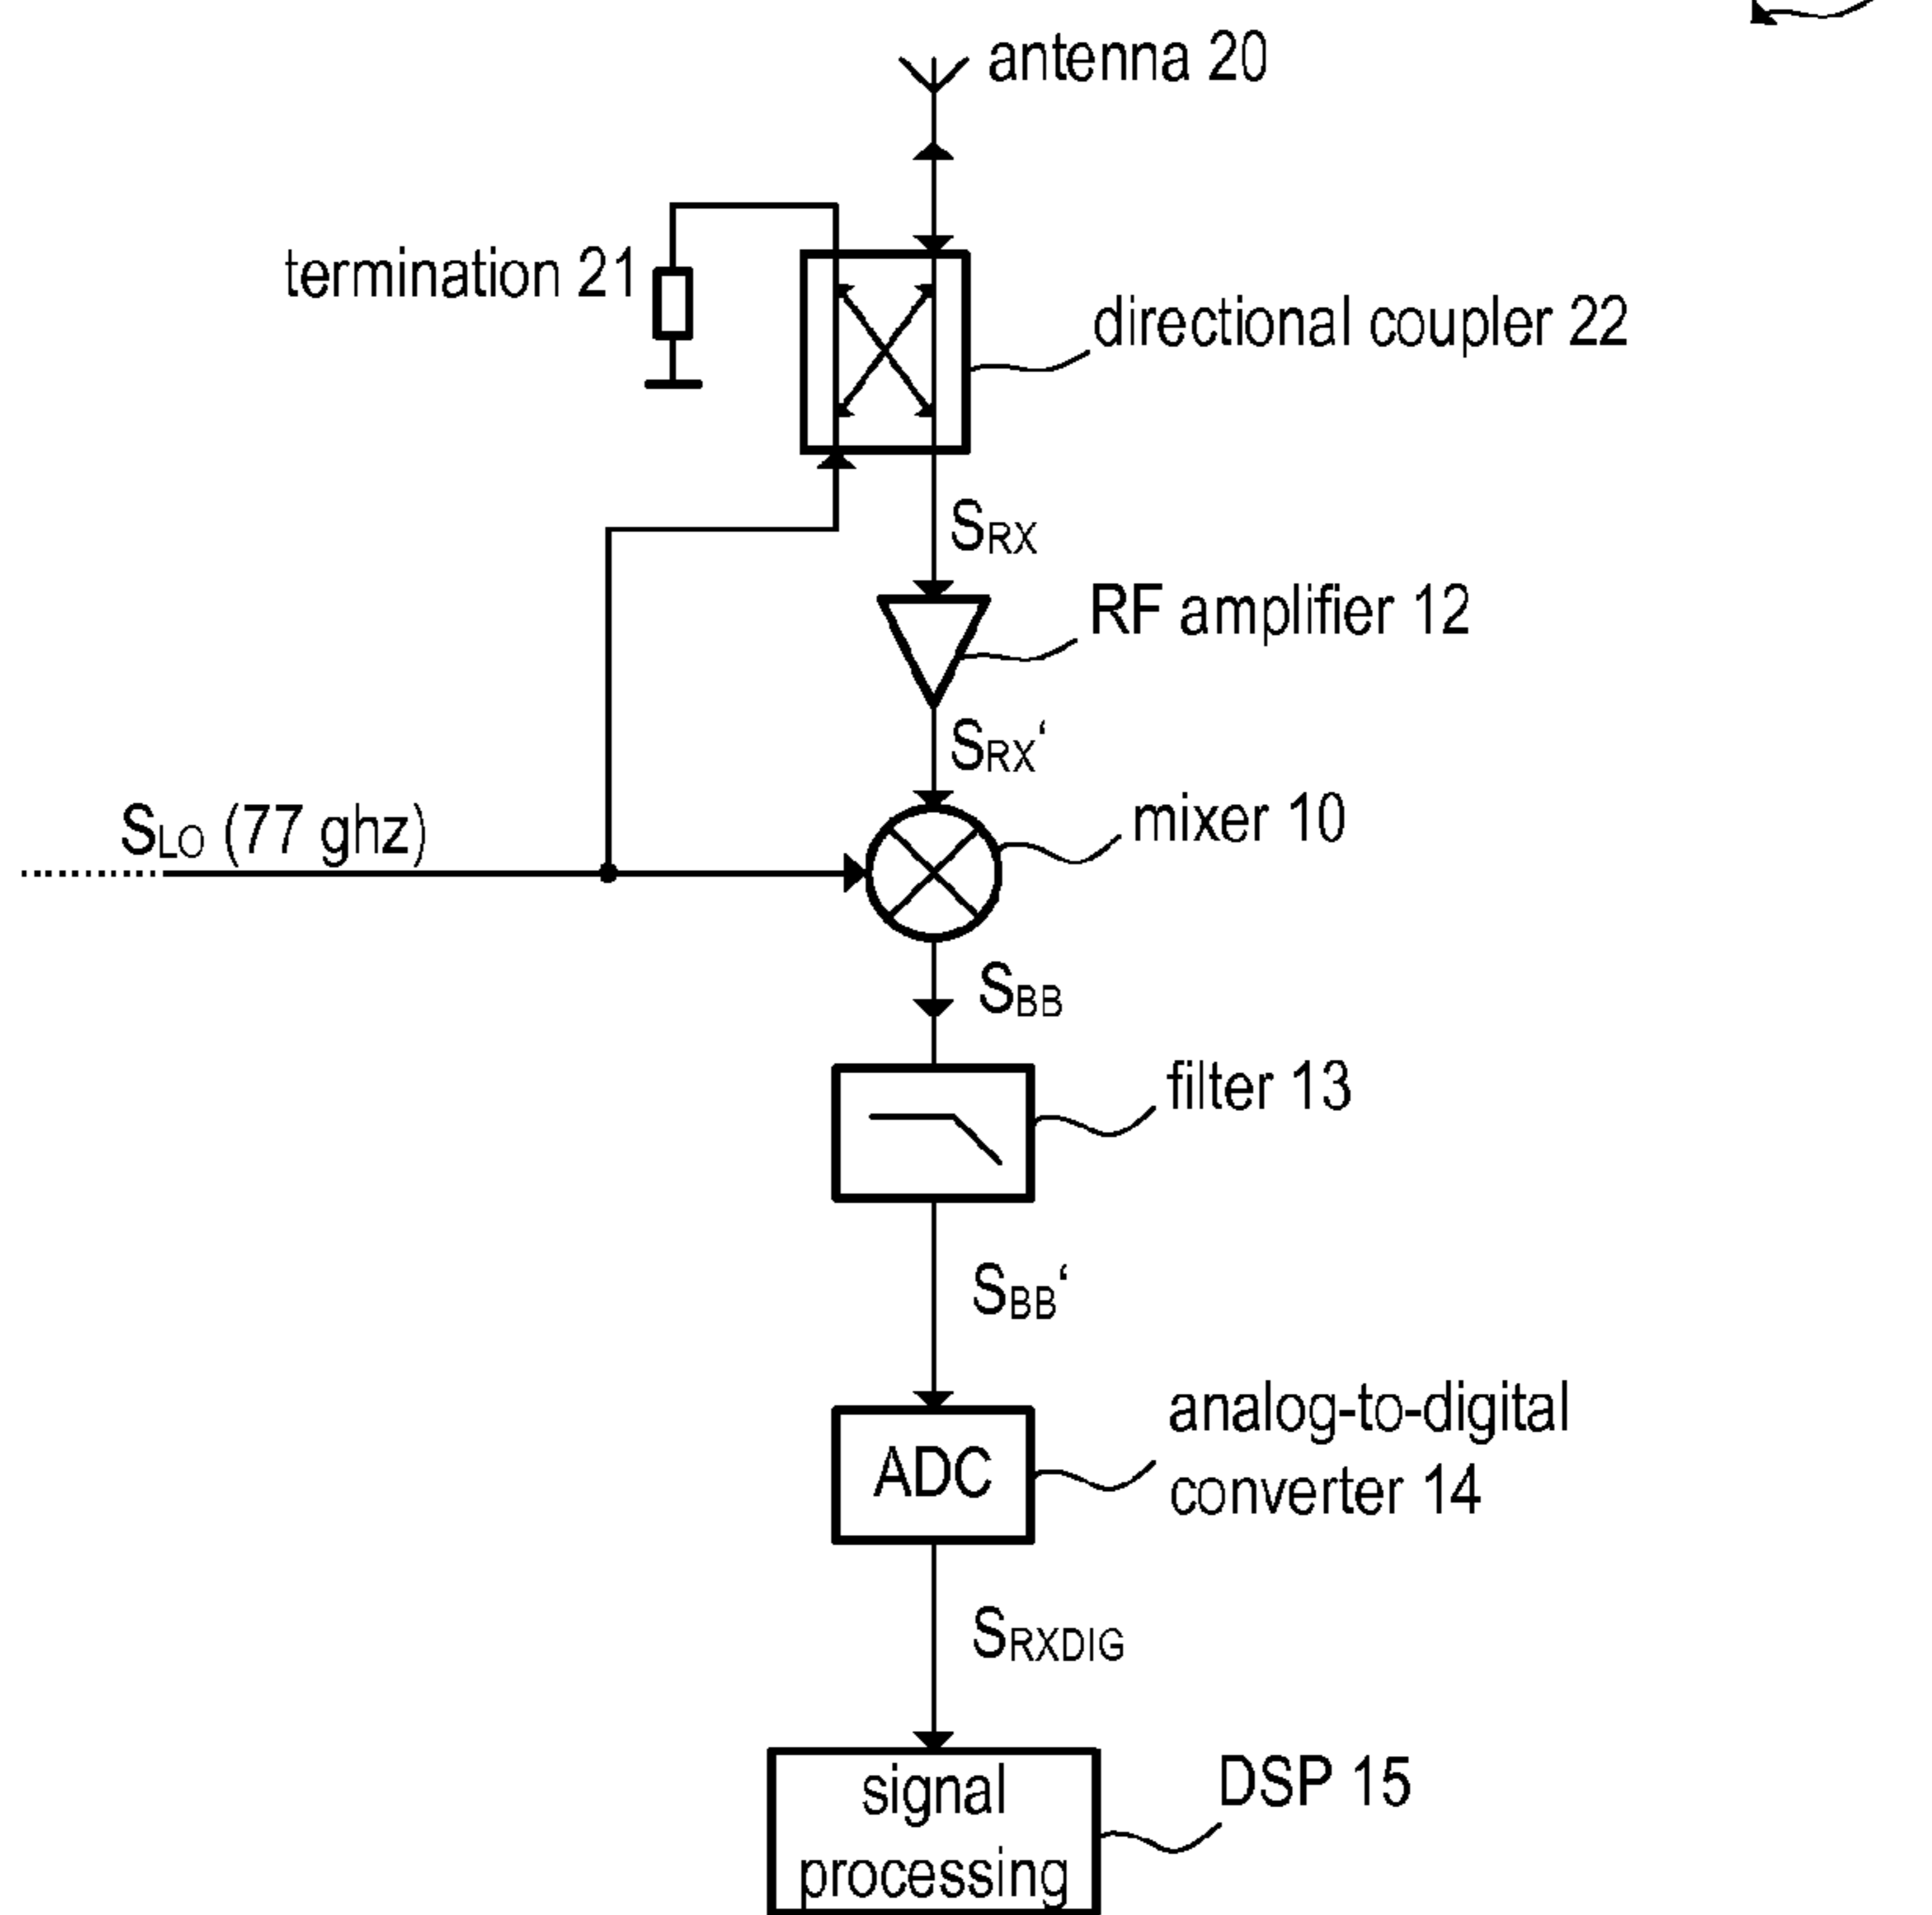 antenna 20
termination 21
directional coupler 22
SRX
RF amplifier 12
SRX‘
SLO (77 ghz)
mixer 10
SBB
filter 13
SBB‘
analog-to-digital
converter 14
ADC
SRXDIG
DSP 15
signal
processing